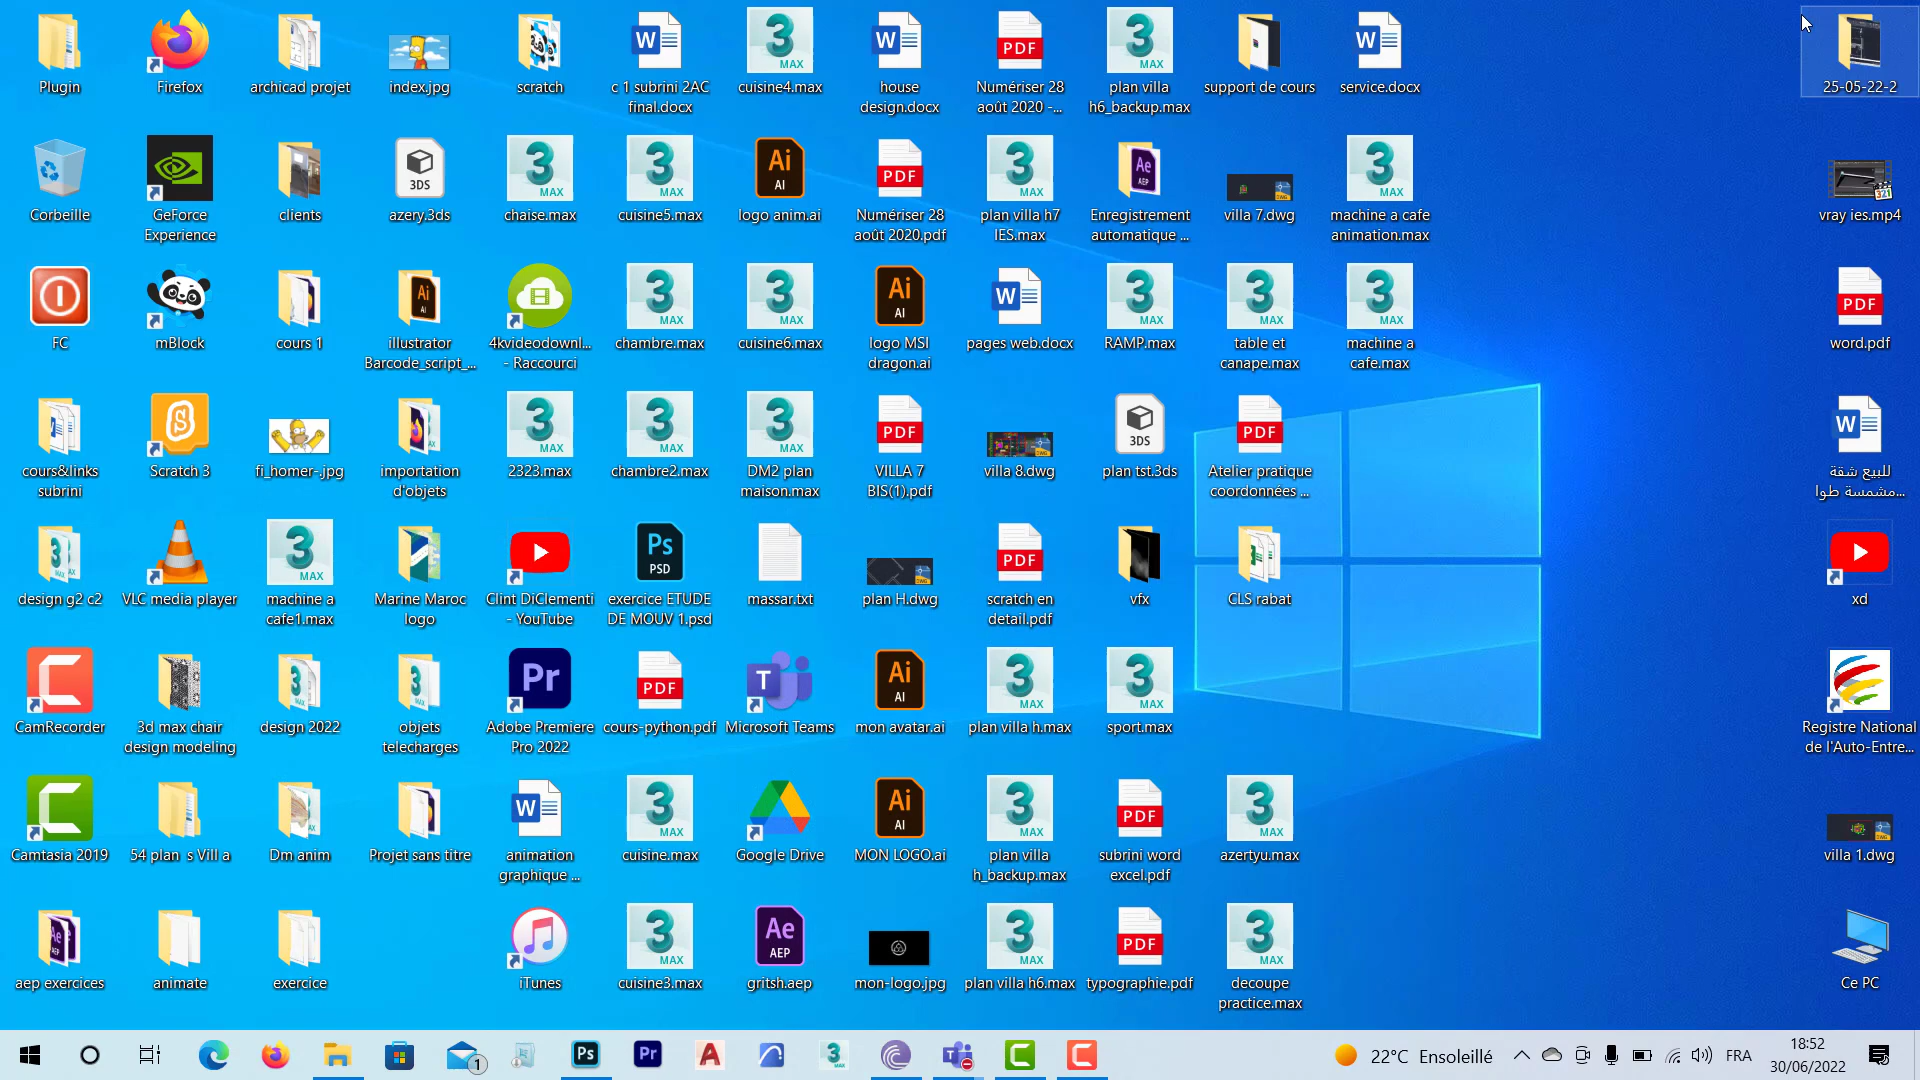 Plugin
Firefox
archicad projet
index.jpg
scratch
c 1 subrini 2AC
final.docx
cuisine4.max
house
design.docx
Numériser 28
août 2020 -...
plan villa
h6_backup.max
support de cours
service.docx
25-05-22-2
Corbeille
GeForce
Experience
clients
azery.3ds
chaise.max
cuisine5.max
logo anim.ai
Numériser 28
août 2020.pdf
plan villa h7
IES.max
Enregistrement
automatique ...
villa 7.dwg
machine a cafe
animation.max
vray ies.mp4
FC
mBlock
cours 1
illustrator
Barcode_script_...
4kvideodownl...
- Raccourci
chambre.max
cuisine6.max
logo MSI
dragon.ai
pages web.docx
RAMP.max
table et
canape.max
machine a
cafe.max
word.pdf
cours&links
subrini
Scratch 3
fi_homer-.jpg
importation
d'objets
2323.max
chambre2.max
DM2 plan
maison.max
VILLA 7
BIS(1).pdf
villa 8.dwg
plan tst.3ds
Atelier pratique
coordonnées ...
للبيع شقة
مشمسة طوا...
design g2 c2
VLC media player
machine a
cafe1.max
Marine Maroc
logo
Clint DiClementi
- YouTube
exercice ETUDE
DE MOUV 1.psd
massar.txt
plan H.dwg
scratch en
detail.pdf
vfx
CLS rabat
xd
CamRecorder
3d max chair
design modeling
design 2022
objets
telecharges
Adobe Premiere
Pro 2022
cours-python.pdf
Microsoft Teams
mon avatar.ai
plan villa h.max
sport.max
Registre National
de l'Auto-Entre...
Camtasia 2019
54 plan s Vill a
Dm anim
Projet sans titre
animation
graphique ...
cuisine.max
Google Drive
MON LOGO.ai
plan villa
h_backup.max
subrini word
excel.pdf
azertyu.max
villa 1.dwg
aep exercices
animate
exercice
iTunes
cuisine3.max
gritsh.aep
mon-logo.jpg
plan villa h6.max
typographie.pdf
decoupe
practice.max
Ce PC
22°C Ensoleillé
FRA
18:52
30/06/2022